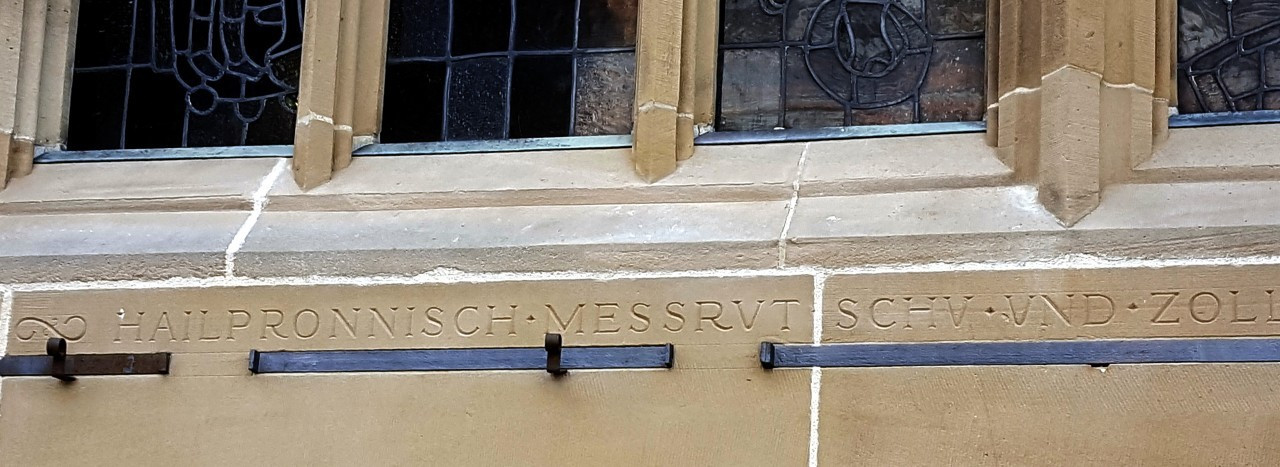 HAILPRONNISCH · MESSRVT SCHV · VND · ZOLL